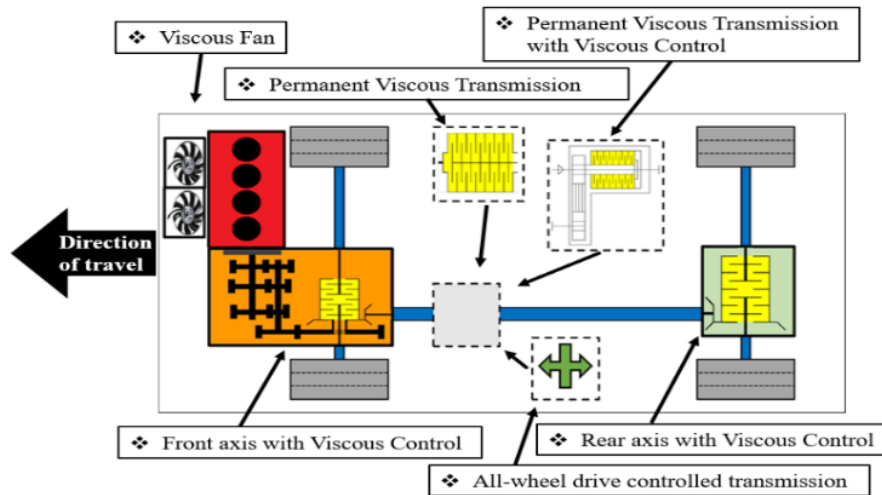 ❖ Viscous Fan
❖ Permanent Viscous Transmission
with Viscous Control
❖ Permanent Viscous Transmission
Direction
of travel
❖ Front axis with Viscous Control
❖ Rear axis with Viscous Control
❖ All-wheel drive controlled transmission